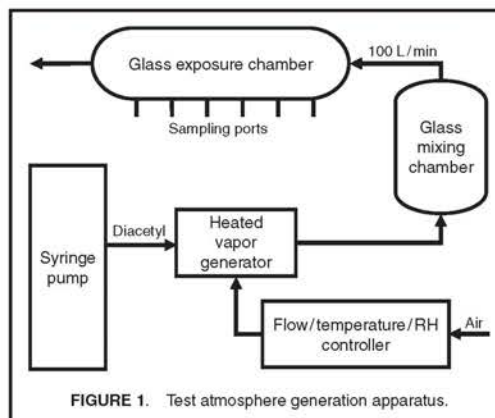 100 L/min
Glass exposure chamber
Sampling ports
Glass
mixing
chamber
Diacetyl
Heated
vapor
generator
Syringe
pump
Flow/temperature/RH
controller
Air
FIGURE 1. Test atmosphere generation apparatus.